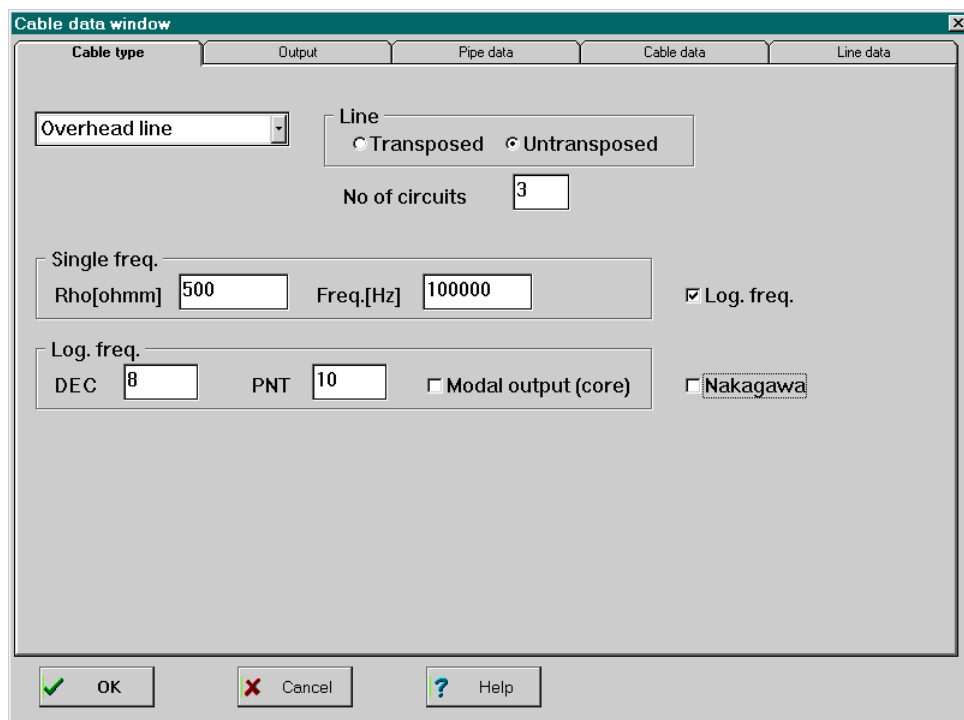 Cable data window
Cable type Output Pipe data Cable data Line data
Overhead line
Line
Transposed Untransposed
No of circuits 3
Single freq.
Rho[ohmm] 500 Freq.[Hz] 100000 Log. freq.
Log. freq.
DEC 8 PNT 10 Modal output (core) Nakagawa
OK Cancel Help